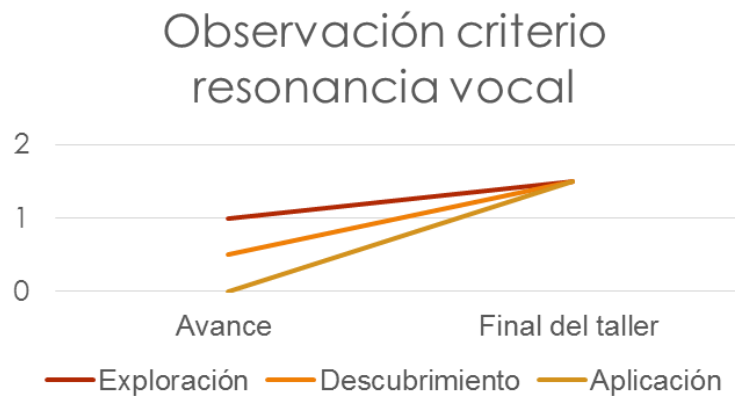 Observación criterio
resonancia vocal
2
1
0
Avance Final del taller
Exploración Descubrimiento Aplicación